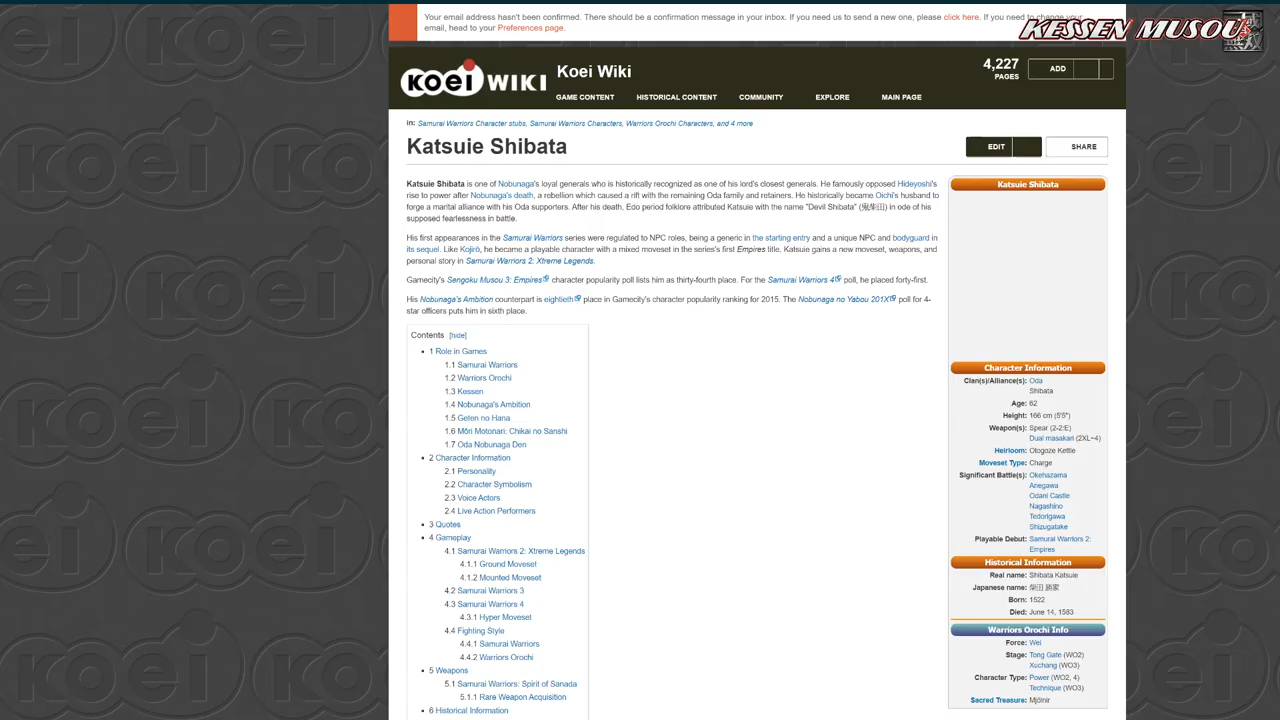 Your email address hasn't been confirmed. There should be a confirmation message in your inbox. If you need us to send a new one, please click here. If you need to change your
email, head to your Preferences page.
KESSEN MUSOU
KOEI WIKI
Koei Wiki
4,227
PAGES
ADD
GAME CONTENT HISTORICAL CONTENT COMMUNITY EXPLORE MAIN PAGE
in: Samurai Warriors Character stubs, Samurai Warriors Characters, Warriors Orochi Characters, and 4 more
Katsuie Shibata
EDIT
SHARE
Katsuie Shibata is one of Nobunaga's loyal generals who is historically recognized as one of his lord's closest generals. He famously opposed Hideyoshi's
rise to power after Nobunaga's death, a rebellion which caused a rift with the remaining Oda family and retainers. He historically became Oichi's husband to
forge a marital alliance with his Oda supporters. After his death, Edo period folklore attributed Katsuie with the name "Devil Shibata" (鬼柴田) in ode of his
supposed fearlessness in battle.
His first appearances in the Samurai Warriors series were regulated to NPC roles, being a generic in the starting entry and a unique NPC and bodyguard in
its sequel. Like Kojirō, he became a playable character with a mixed moveset in the series's first Empires title. Katsuie gains a new moveset, weapons, and
personal story in Samurai Warriors 2: Xtreme Legends.
Gamecity's Sengoku Musou 3: Empires character popularity poll lists him as thirty-fourth place. For the Samurai Warriors 4 poll, he placed forty-first.
His Nobunaga's Ambition counterpart is eightieth place in Gamecity's character popularity ranking for 2015. The Nobunaga no Yabou 201X poll for 4-
star officers puts him in sixth place.
Contents [hide]
1 Role in Games
1.1 Samurai Warriors
1.2 Warriors Orochi
1.3 Kessen
1.4 Nobunaga's Ambition
1.5 Geten no Hana
1.6 Mōri Motonari: Chikai no Sanshi
1.7 Oda Nobunaga Den
2 Character Information
2.1 Personality
2.2 Character Symbolism
2.3 Voice Actors
2.4 Live Action Performers
3 Quotes
4 Gameplay
4.1 Samurai Warriors 2: Xtreme Legends
4.1.1 Ground Moveset
4.1.2 Mounted Moveset
4.2 Samurai Warriors 3
4.3 Samurai Warriors 4
4.3.1 Hyper Moveset
4.4 Fighting Style
4.4.1 Samurai Warriors
4.4.2 Warriors Orochi
5 Weapons
5.1 Samurai Warriors: Spirit of Sanada
5.1.1 Rare Weapon Acquisition
6 Historical Information
Katsuie Shibata
Character Information
Clan(s)/Alliance(s): Oda
Shibata
Age: 62
Height: 166 cm (5'5")
Weapon(s): Spear (2-2:E)
Dual masakari (2XL~4)
Heirloom: Otogoze Kettle
Moveset Type: Charge
Significant Battle(s): Okehazama
Anegawa
Odani Castle
Nagashino
Tedorigawa
Shizugatake
Playable Debut: Samurai Warriors 2:
Empires
Historical Information
Real name: Shibata Katsuie
Japanese name: 柴田 勝家
Born: 1522
Died: June 14, 1583
Warriors Orochi Info
Force: Wei
Stage: Tong Gate (WO2)
Xuchang (WO3)
Character Type: Power (WO2, 4)
Technique (WO3)
Sacred Treasure: Mjölnir